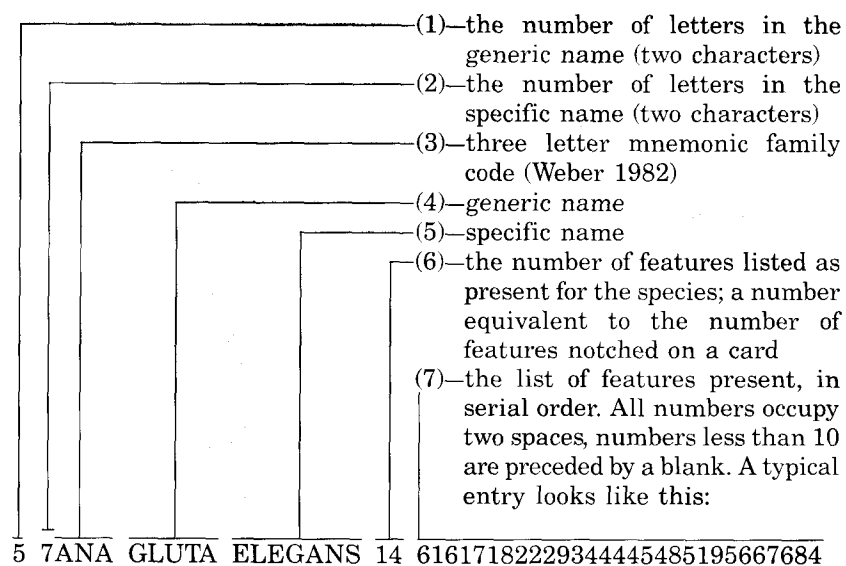 (1)—the number of letters in the
generic name (two characters)
(2)—the number of letters in the
specific name (two characters)
(3)—three letter mnemonic family
code (Weber 1982)
(4)—generic name
(5)—specific name
(6)—the number of features listed as
present for the species; a number
equivalent to the number of
features notched on a card
(7)—the list of features present, in
serial order. All numbers occupy
two spaces, numbers less than 10
are preceded by a blank. A typical
entry looks like this:
5 7ANA GLUTA ELEGANS 14 61617182229344445485195667684